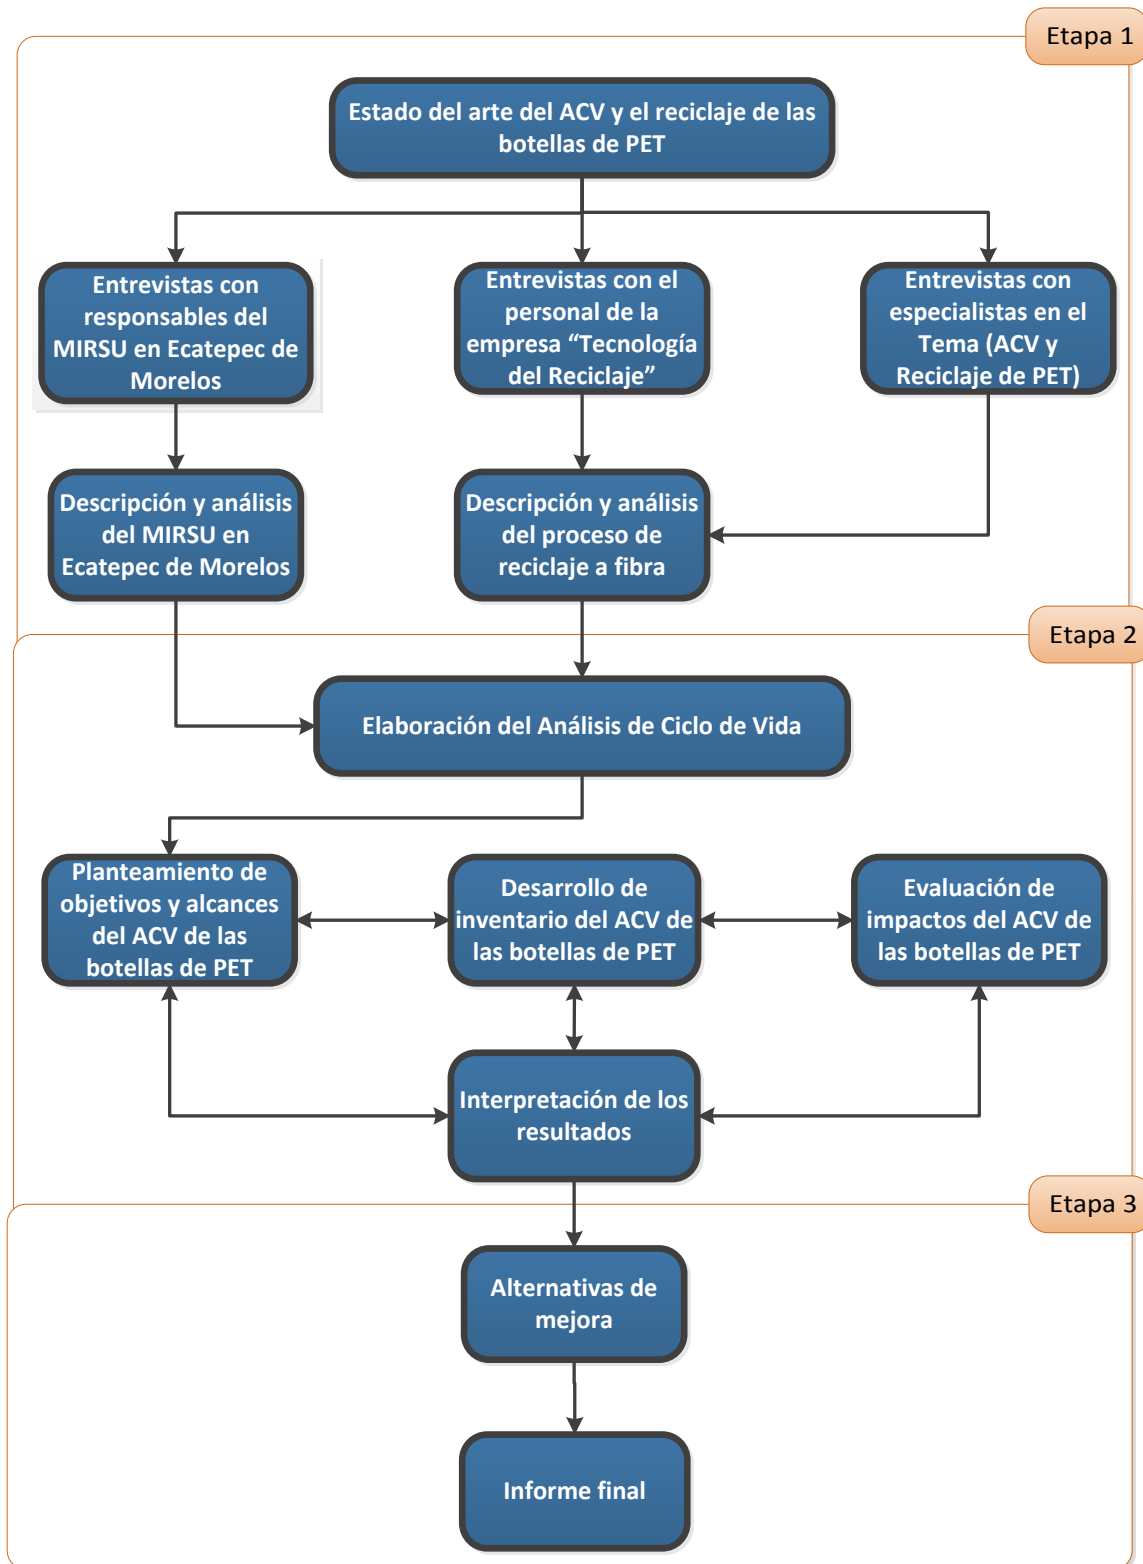 Etapa 1
Estado del arte del ACV y el reciclaje de las
botellas de PET
Entrevistas con
responsables del
MIRSU en Ecatepec de
Morelos
Entrevistas con el
personal de la
empresa “Tecnología
del Reciclaje”
Entrevistas con
especialistas en el
Tema (ACV y
Reciclaje de PET)
Descripción y análisis
del MIRSU en
Ecatepec de Morelos
Descripción y análisis
del proceso de
reciclaje a fibra
Etapa 2
Elaboración del Análisis de Ciclo de Vida
Planteamiento de
objetivos y alcances
del ACV de las
botellas de PET
Desarrollo de
inventario del ACV de
las botellas de PET
Evaluación de
impactos del ACV de
las botellas de PET
Interpretación de los
resultados
Etapa 3
Alternativas de
mejora
Informe final